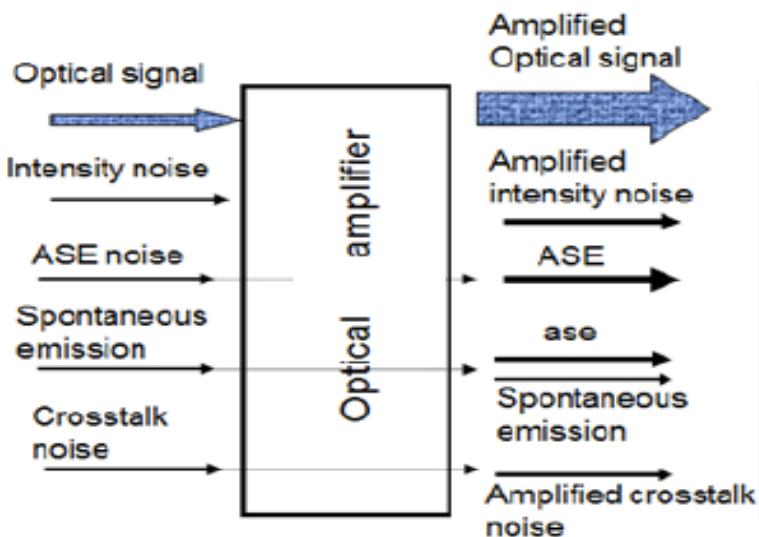 Optical signal
Intensity noise
ASE noise
Spontaneous
emission
Crosstalk
noise
Optical amplifier
Amplified
Optical signal
Amplified
intensity noise
ASE
ase
Spontaneous
emission
Amplified crosstalk
noise